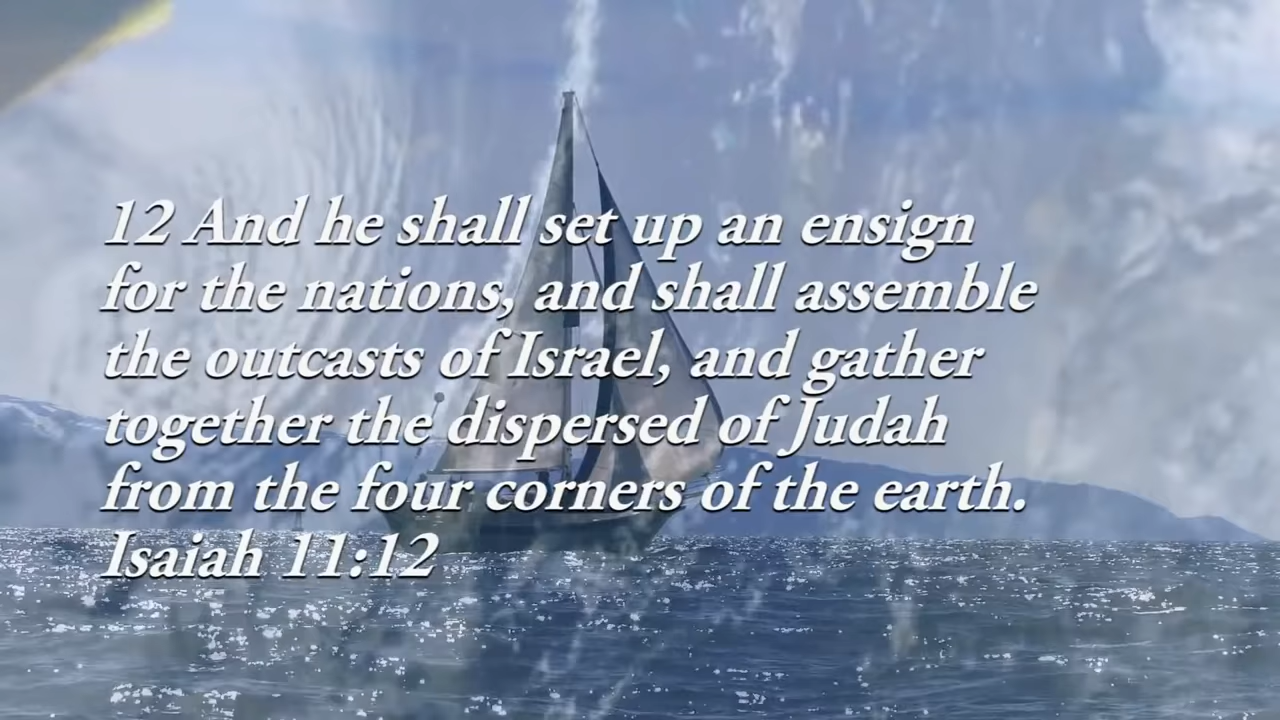 12 And he shall set up an ensign
for the nations, and shall assemble
the outcasts of Israel, and gather
together the dispersed of Judah
from the four corners of the earth.
Isaiah 11:12